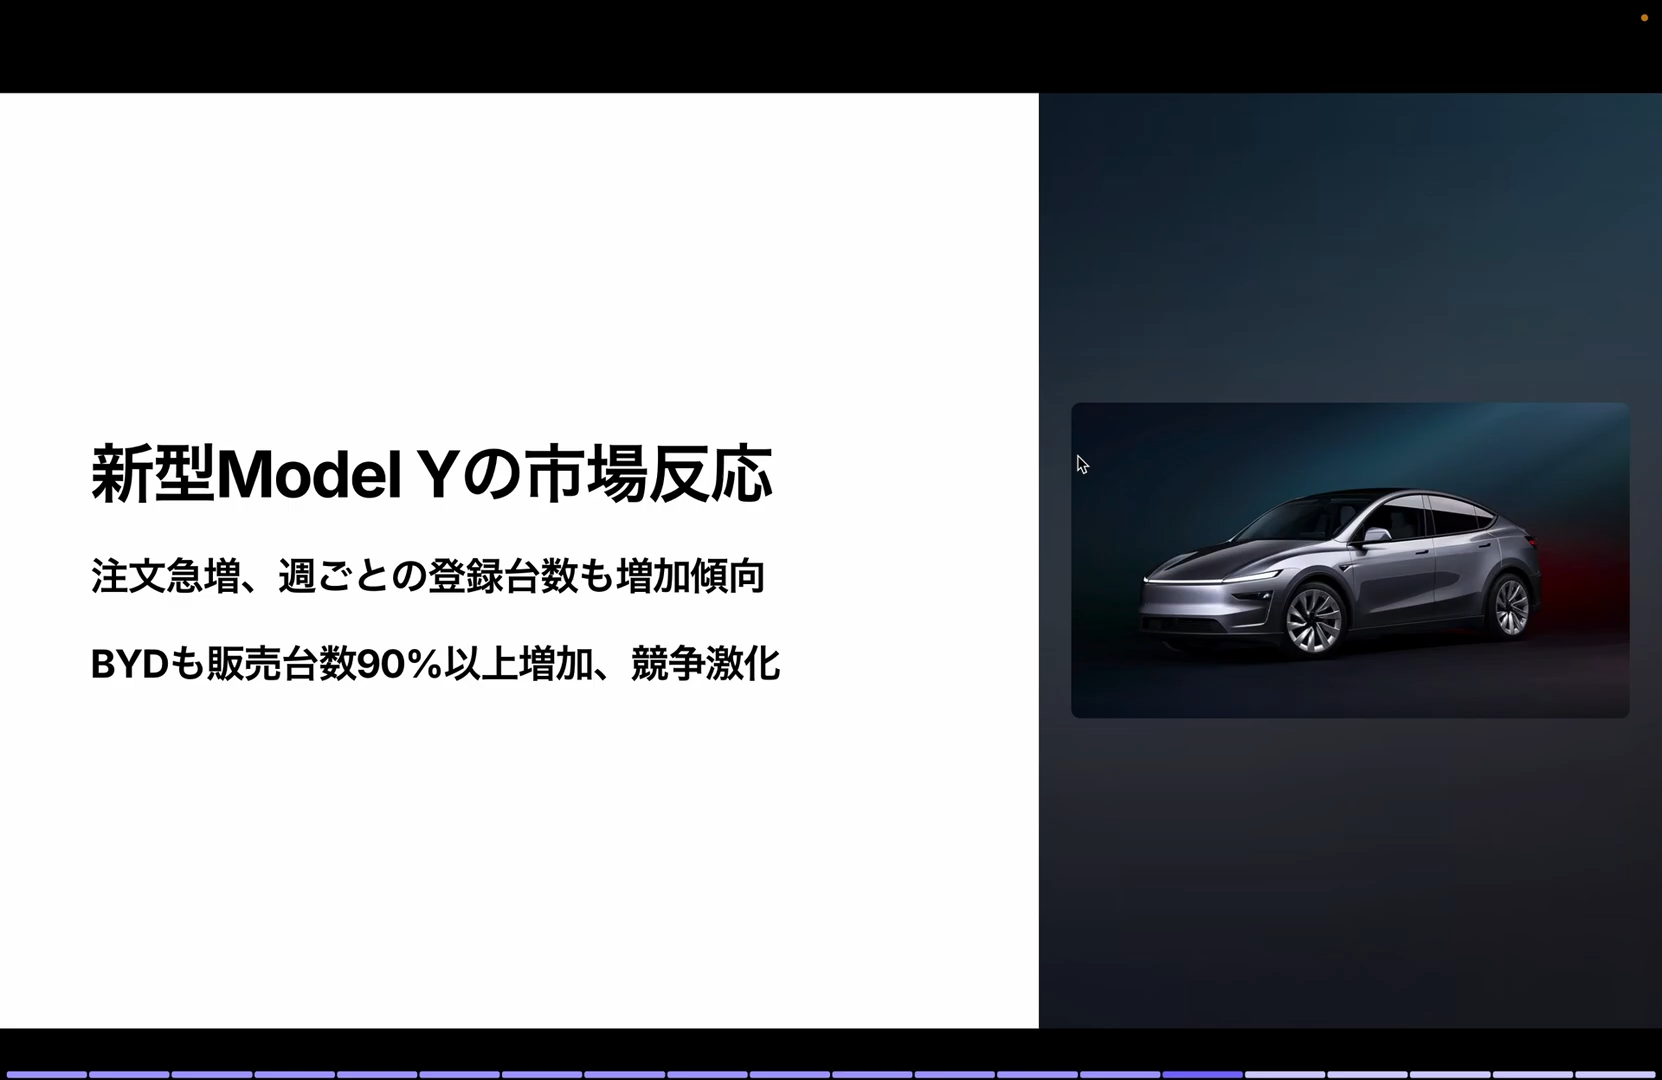 新型Model Yの市場反応
注文急増、週ごとの登録台数も増加傾向
BYDも販売台数90%以上増加、競争激化